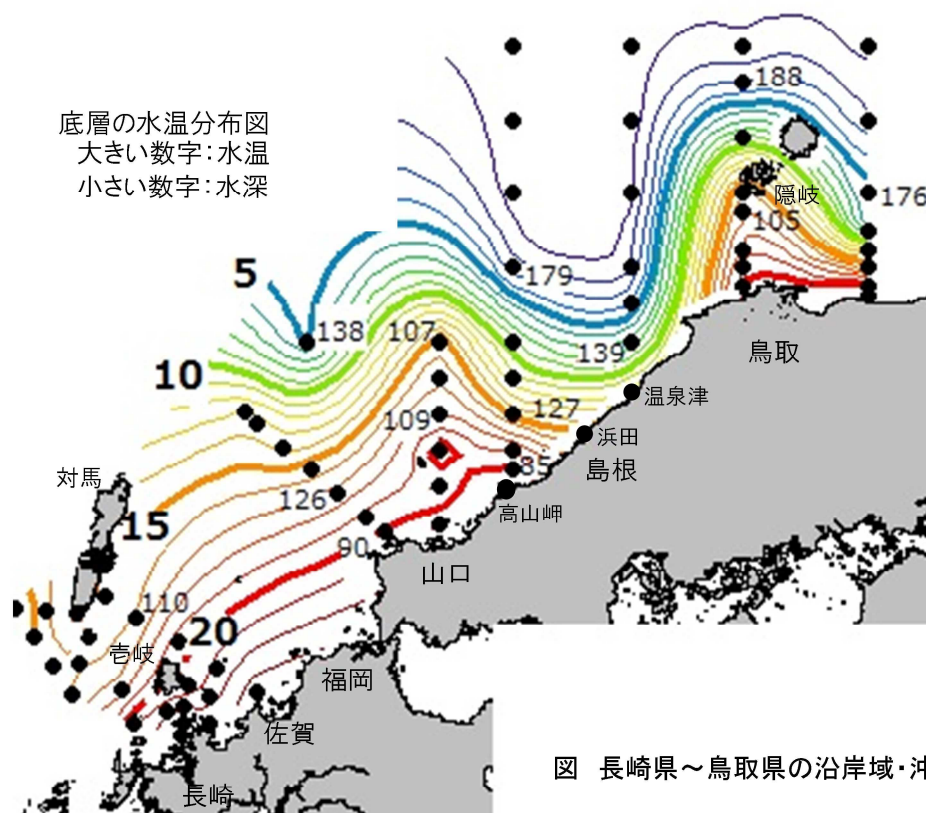 底層の水温分布図
大きい数字：水温
小さい数字：水深
188
176
隠岐
105
5
179
138
107
139
鳥取
10
温泉津
109
127
浜田
85
島根
対馬
126
高山岬
15
90
山口
110
20
壱岐
福岡
佐賀
長崎
図　長崎県～鳥取県の沿岸域・沖